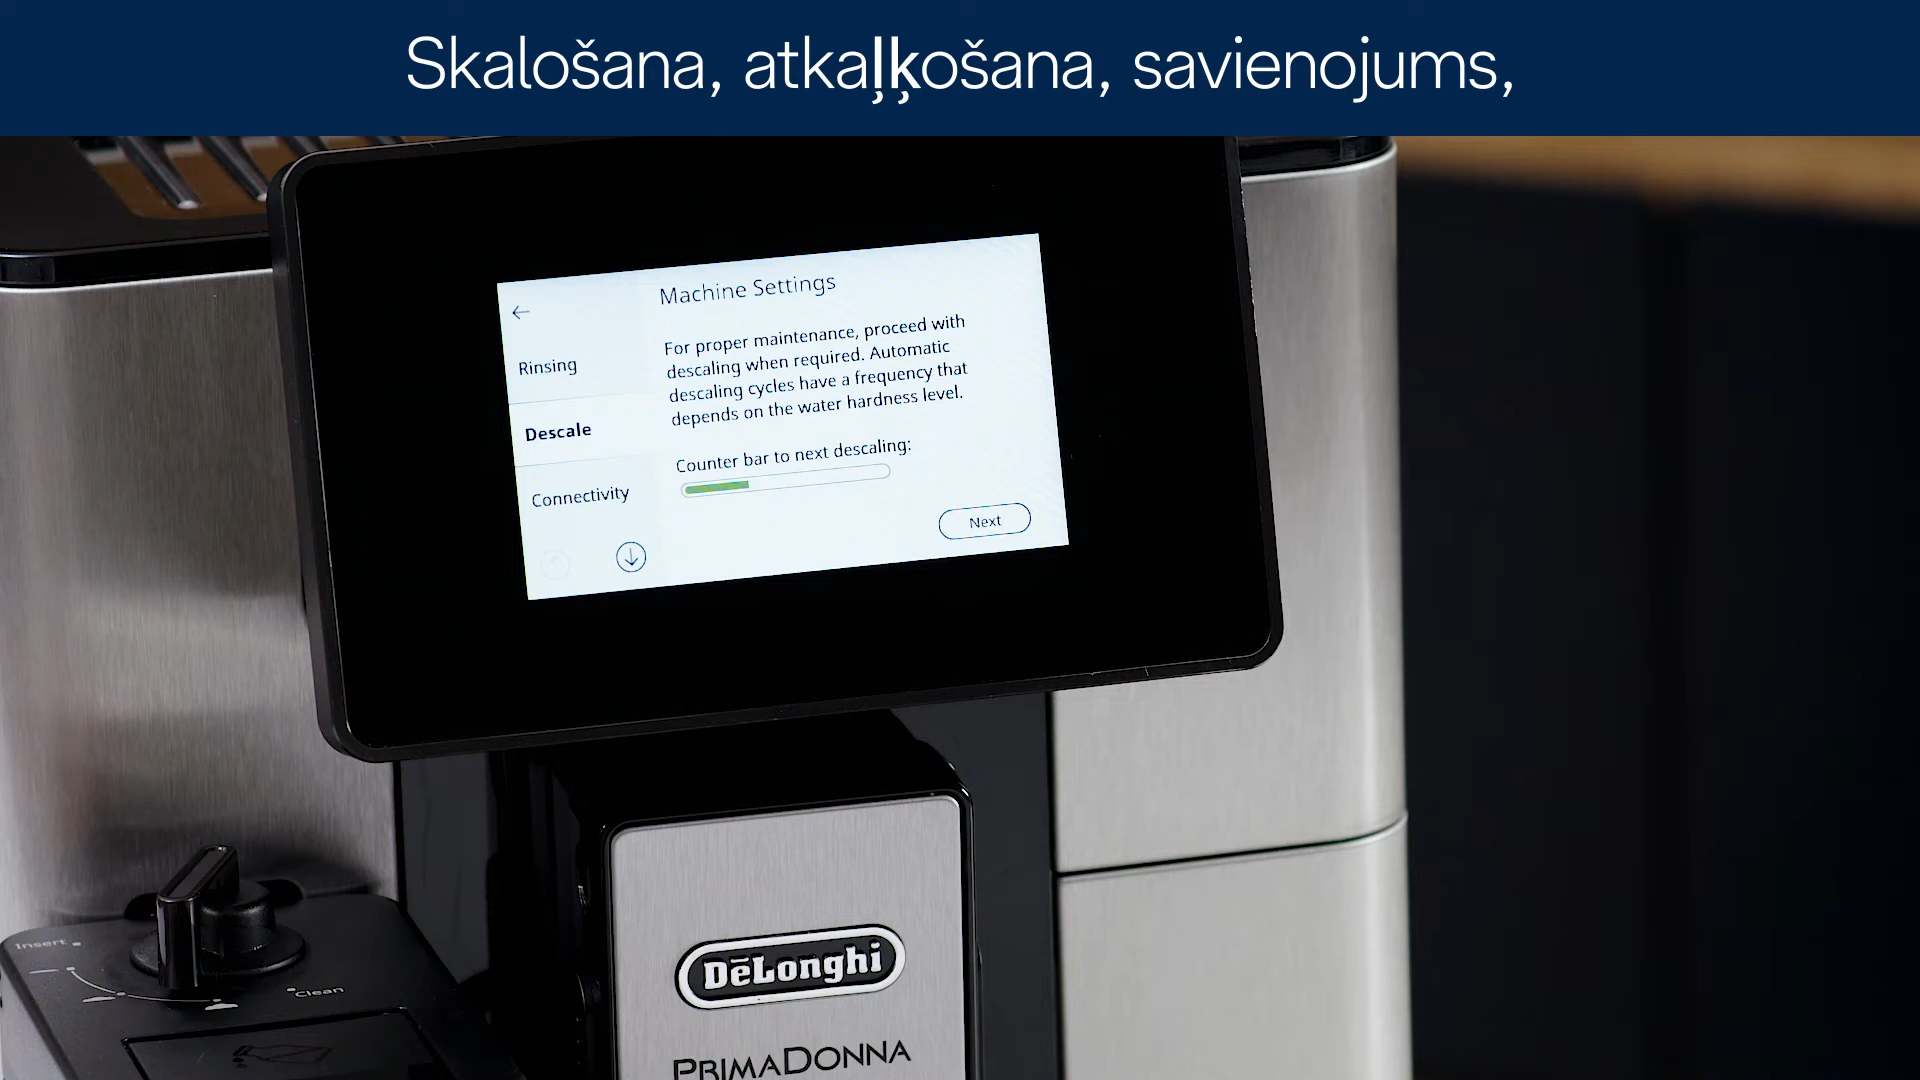 Skalošana, atkaļķošana, savienojums,
Machine Settings
Rinsing
Descale
Connectivity
For proper maintenance, proceed with
descaling when required. Automatic
descaling cycles have a frequency that
depends on the water hardness level.
Counter bar to next descaling:
Next
Insert
Clean
DēLonghi
PRIMADONNA